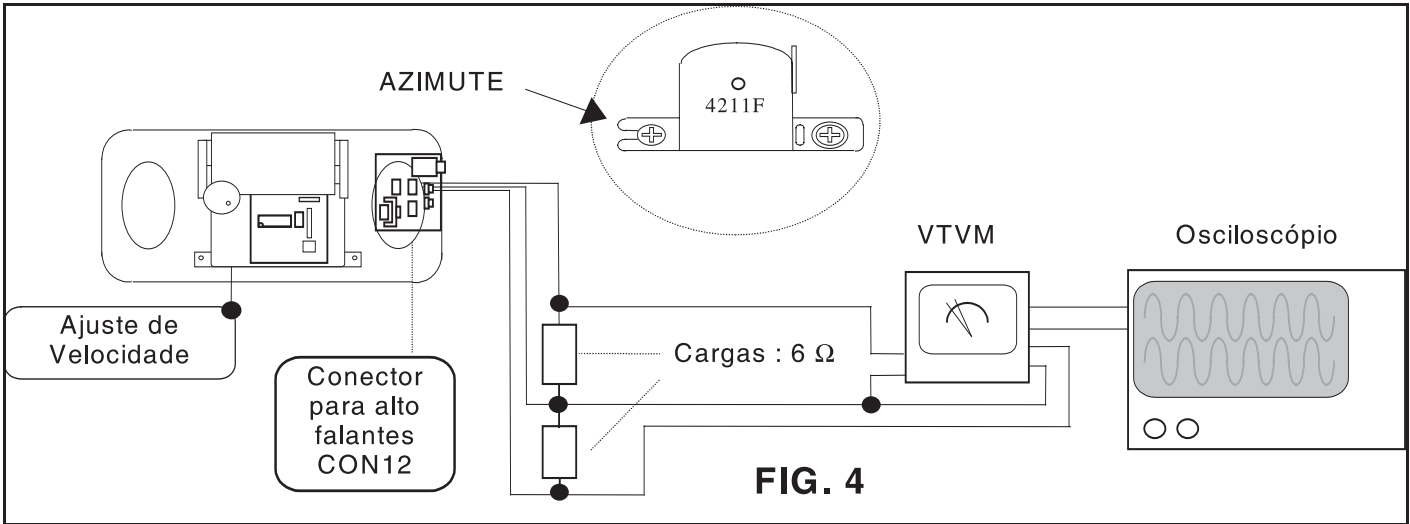 AZIMUTE
4211F
VTVM
Osciloscópio
Ajuste de
Velocidade
Conector
para alto
falantes
CON12
Cargas : 6 Ω
FIG. 4